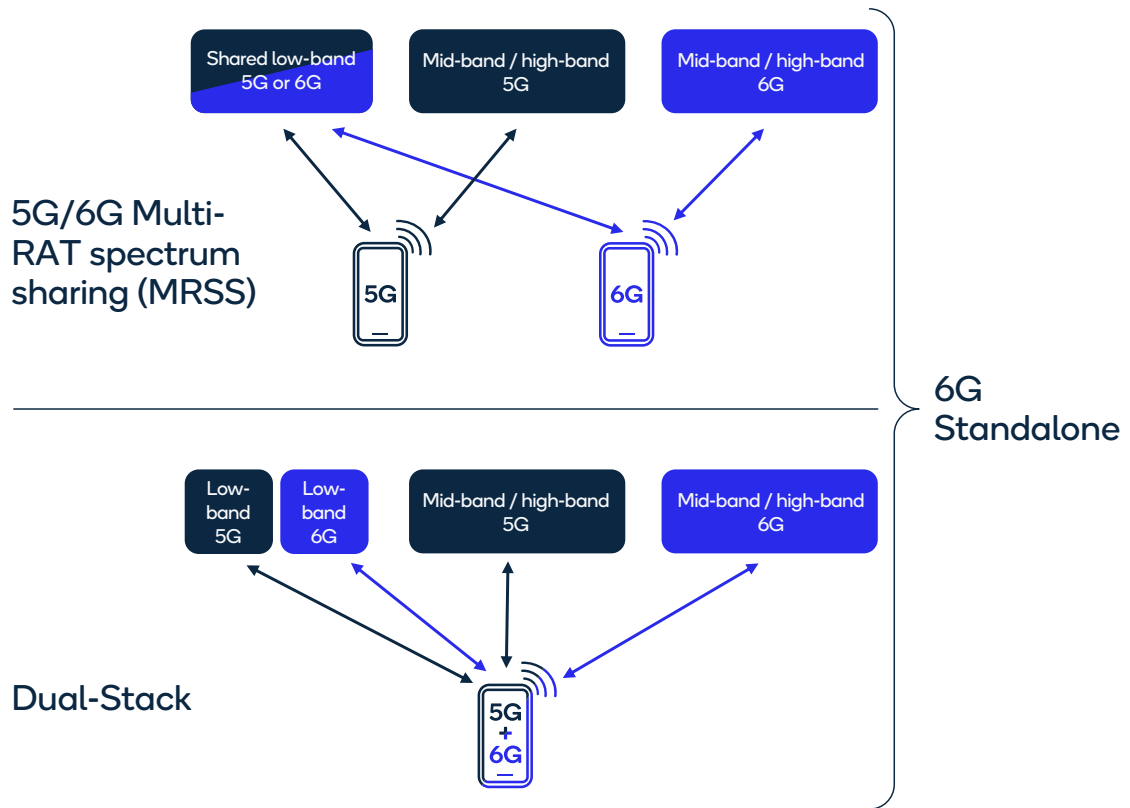 Shared low-band
5G or 6G
Mid-band / high-band
5G
Mid-band / high-band
6G
5G/6G Multi-
RAT spectrum
sharing (MRSS)
5G
6G
6G
Standalone
Low-
band
5G
Low-
band
6G
Mid-band / high-band
5G
Mid-band / high-band
6G
Dual-Stack
5G
+
6G